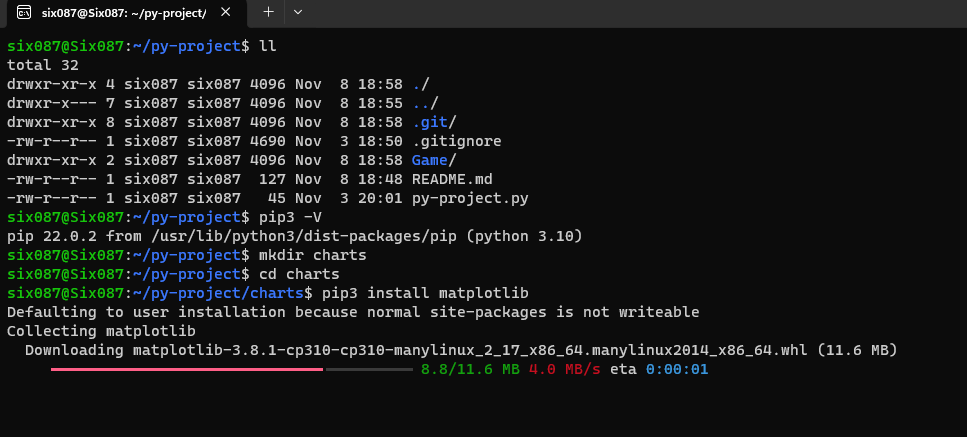 six087@Six087: ~/py-project/
six087@Six087:~/py-project$ ll
total 32
drwxr-xr-x 4 six087 six087 4096 Nov  8 18:58 ./
drwxr-x--- 7 six087 six087 4096 Nov  8 18:55 ../
drwxr-xr-x 8 six087 six087 4096 Nov  8 18:58 .git/
-rw-r--r-- 1 six087 six087 4690 Nov  3 18:50 .gitignore
drwxr-xr-x 2 six087 six087 4096 Nov  8 18:58 Game/
-rw-r--r-- 1 six087 six087  127 Nov  8 18:48 README.md
-rw-r--r-- 1 six087 six087   45 Nov  3 20:01 py-project.py
six087@Six087:~/py-project$ pip3 -V
pip 22.0.2 from /usr/lib/python3/dist-packages/pip (python 3.10)
six087@Six087:~/py-project$ mkdir charts
six087@Six087:~/py-project$ cd charts
six087@Six087:~/py-project/charts$ pip3 install matplotlib
Defaulting to user installation because normal site-packages is not writeable
Collecting matplotlib
  Downloading matplotlib-3.8.1-cp310-cp310-manylinux_2_17_x86_64.manylinux2014_x86_64.whl (11.6 MB)
8.8/11.6 MB 4.0 MB/s eta 0:00:01